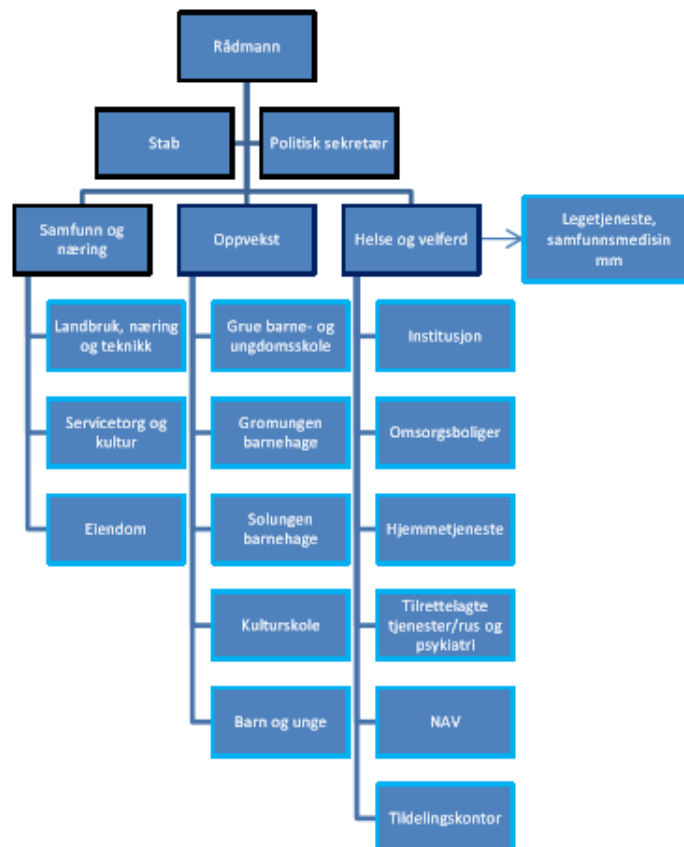 Rådmann
Stab
Politisk sekretær
Samfunn og
næring
Oppvekst
Helse og velferd
Legetjeneste,
samfunnsmedisin
mm
Landbruk, næring
og teknikk
Grue barne- og
ungdomsskole
Institusjon
Servicetorg og
kultur
Gromungen
barnehage
Omsorgsboliger
Eiendom
Solungen
barnehage
Hjemmetjeneste
Kulturskole
Tilrettelagte
tjenester/rus og
psykiatri
Barn og unge
NAV
Tildelingskontor